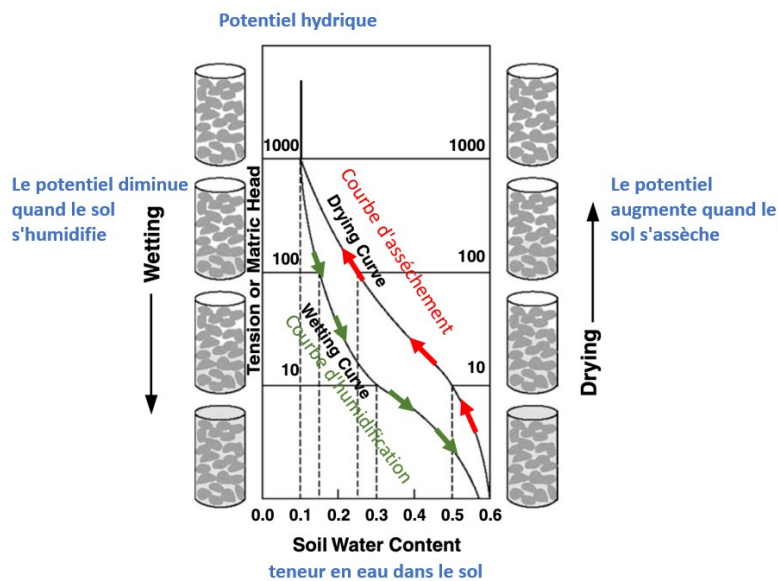 Potentiel hydrique
1000
1000
Le potentiel diminue
quand le sol
s'humidifie
Le potentiel
augmente quand le
sol s'assèche
Wetting
Tension or Matric Head
Drying Curve
Courbe d'asséchement
100
100
Wetting Curve
Courbe d'humidification
Drying
10
10
0.0 0.1 0.2 0.3 0.4 0.5 0.6
Soil Water Content
teneur en eau dans le sol